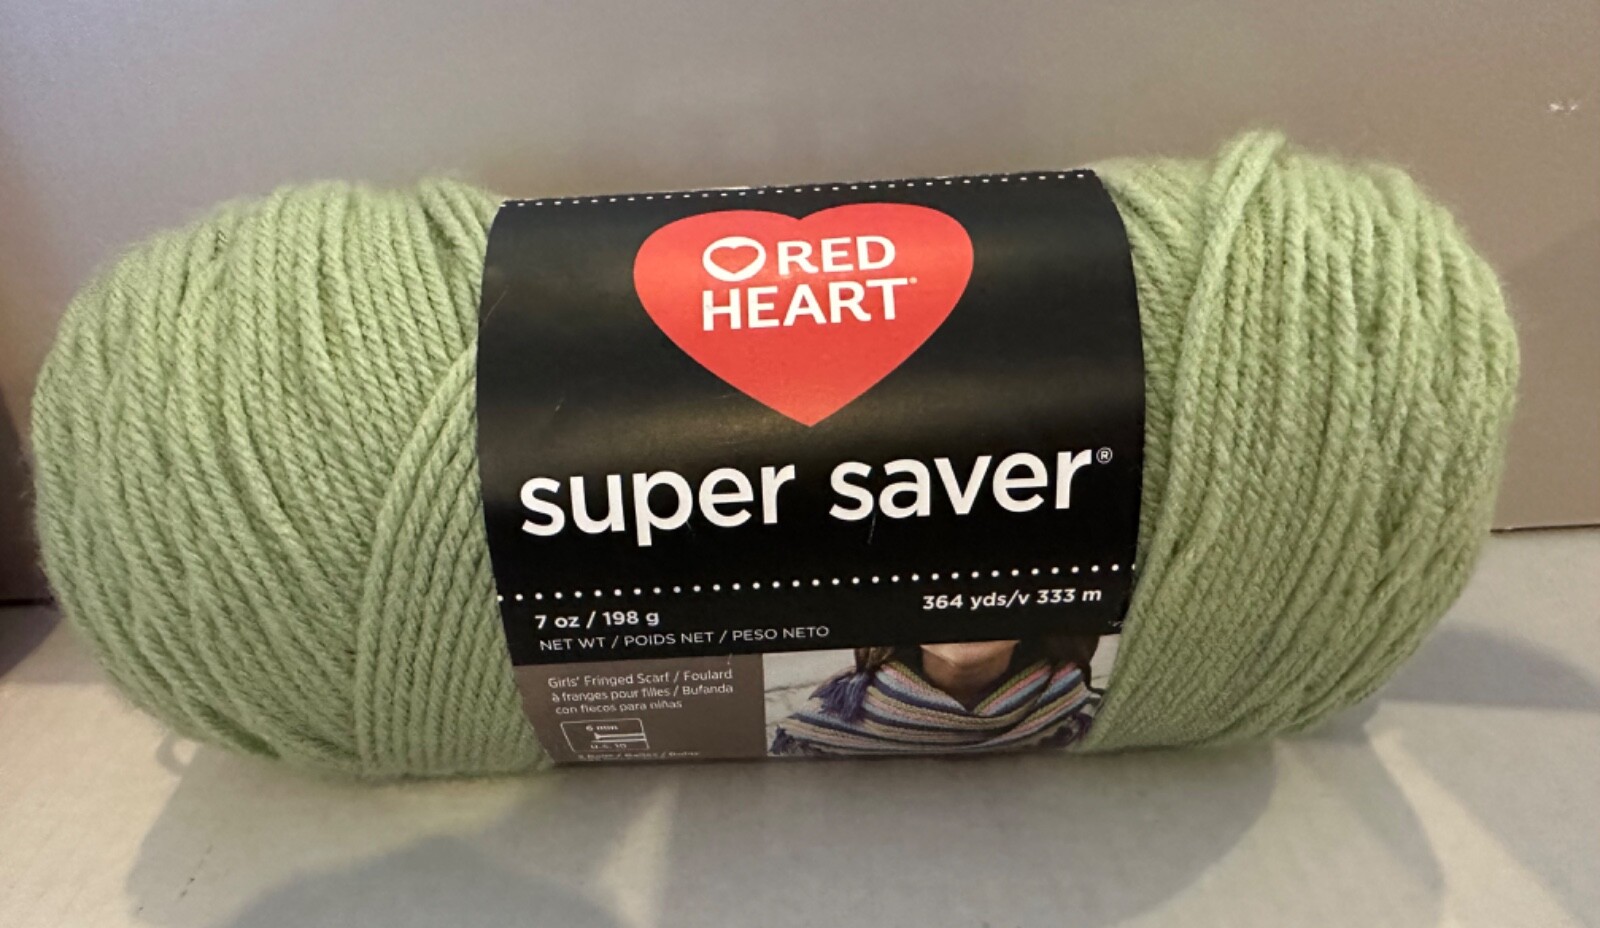 RED
HEART®
super saver®
7 oz / 198 g
364 yds/v 333 m
NET WT / POIDS NET / PESO NETO
Girls' Fringed Scarf / Foulard
à franges pour filles / Bufanda
con flecos para niñas
6 mm
U.S. 10